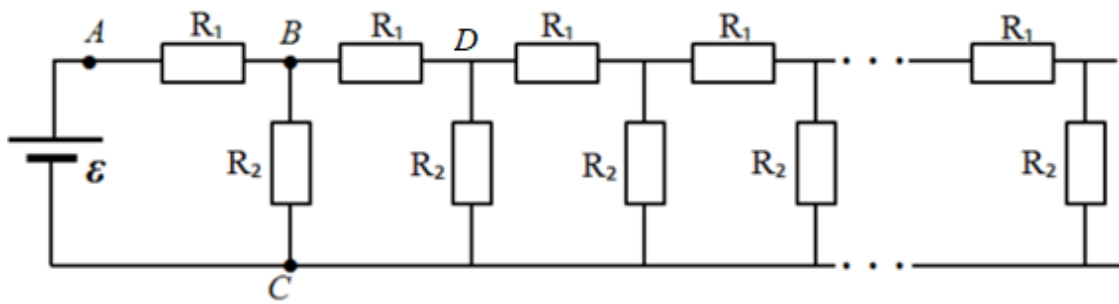 A R₁ B R₁ D R₁ R₁ . . . R₁
ε R₂ R₂ R₂ R₂ R₂
C . . .